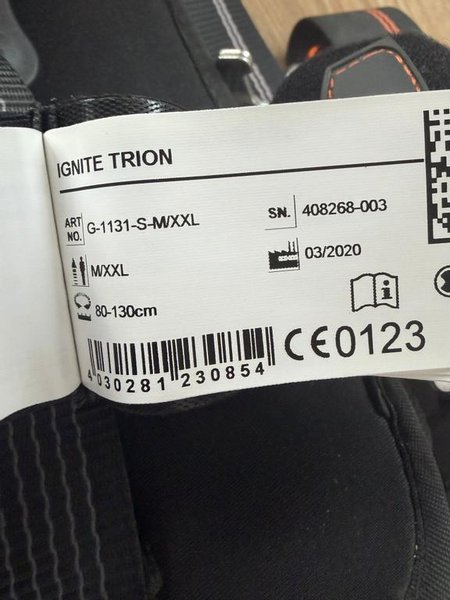 IGNITE TRION
ART NO. G-1131-S-M/XXL
SN. 408268-003
M/XXL
03/2020
80-130cm
4 030281 230854
CE0123